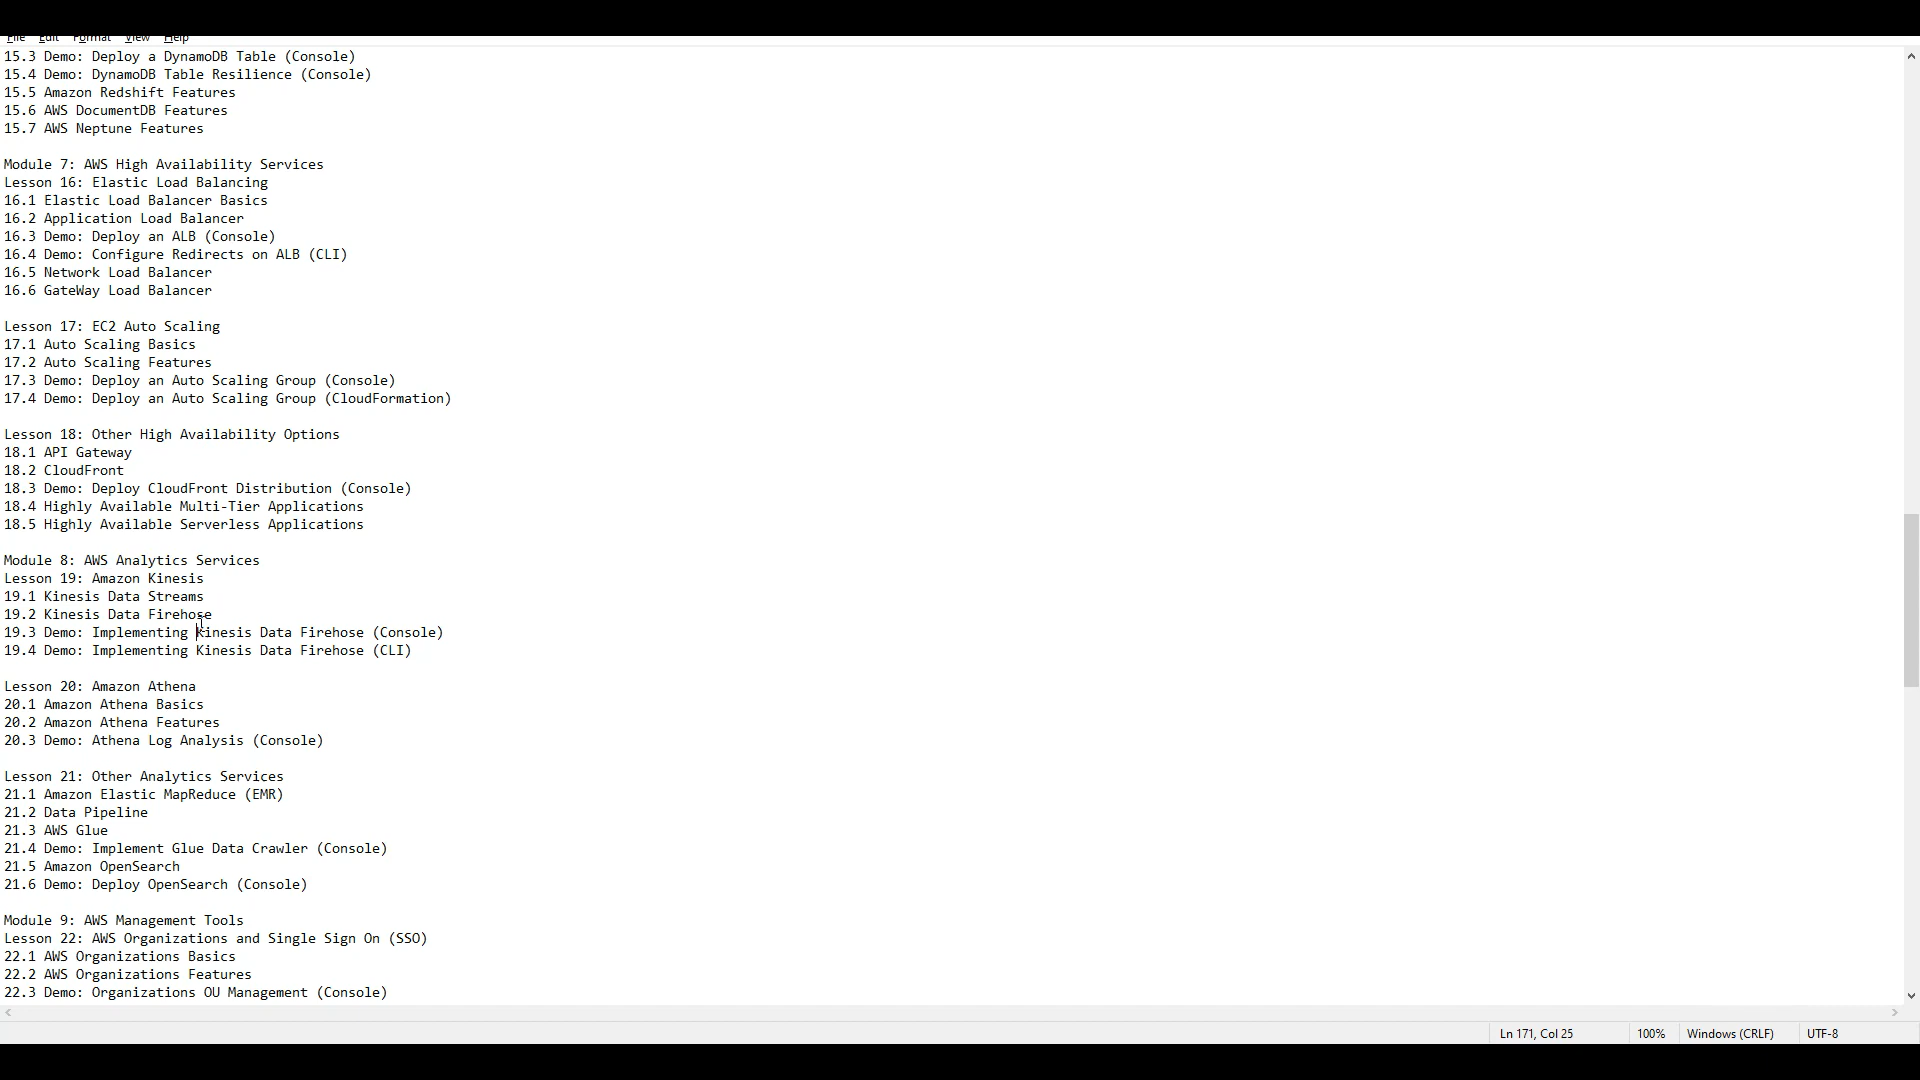 File Edit Format View Help
15.3 Demo: Deploy a DynamoDB Table (Console)
15.4 Demo: DynamoDB Table Resilience (Console)
15.5 Amazon Redshift Features
15.6 AWS DocumentDB Features
15.7 AWS Neptune Features
Module 7: AWS High Availability Services
Lesson 16: Elastic Load Balancing
16.1 Elastic Load Balancer Basics
16.2 Application Load Balancer
16.3 Demo: Deploy an ALB (Console)
16.4 Demo: Configure Redirects on ALB (CLI)
16.5 Network Load Balancer
16.6 GateWay Load Balancer
Lesson 17: EC2 Auto Scaling
17.1 Auto Scaling Basics
17.2 Auto Scaling Features
17.3 Demo: Deploy an Auto Scaling Group (Console)
17.4 Demo: Deploy an Auto Scaling Group (CloudFormation)
Lesson 18: Other High Availability Options
18.1 API Gateway
18.2 CloudFront
18.3 Demo: Deploy CloudFront Distribution (Console)
18.4 Highly Available Multi-Tier Applications
18.5 Highly Available Serverless Applications
Module 8: AWS Analytics Services
Lesson 19: Amazon Kinesis
19.1 Kinesis Data Streams
19.2 Kinesis Data Firehose
19.3 Demo: Implementing Kinesis Data Firehose (Console)
19.4 Demo: Implementing Kinesis Data Firehose (CLI)
Lesson 20: Amazon Athena
20.1 Amazon Athena Basics
20.2 Amazon Athena Features
20.3 Demo: Athena Log Analysis (Console)
Lesson 21: Other Analytics Services
21.1 Amazon Elastic MapReduce (EMR)
21.2 Data Pipeline
21.3 AWS Glue
21.4 Demo: Implement Glue Data Crawler (Console)
21.5 Amazon OpenSearch
21.6 Demo: Deploy OpenSearch (Console)
Module 9: AWS Management Tools
Lesson 22: AWS Organizations and Single Sign On (SSO)
22.1 AWS Organizations Basics
22.2 AWS Organizations Features
22.3 Demo: Organizations OU Management (Console)
Ln 171, Col 25 100% Windows (CRLF) UTF-8